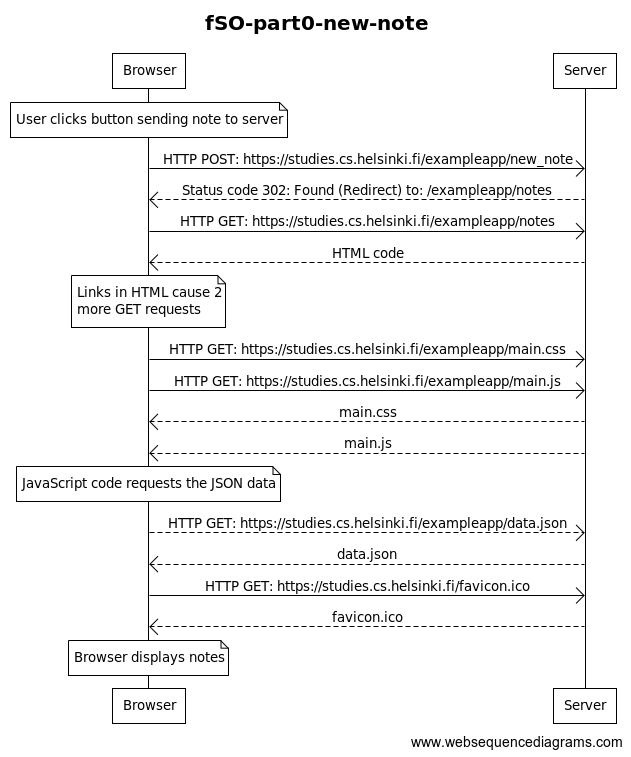 fSO-part0-new-note
Browser
Server
User clicks button sending note to server
HTTP POST: https://studies.cs.helsinki.fi/exampleapp/new_note
Status code 302: Found (Redirect) to: /exampleapp/notes
HTTP GET: https://studies.cs.helsinki.fi/exampleapp/notes
HTML code
Links in HTML cause 2
more GET requests
HTTP GET: https://studies.cs.helsinki.fi/exampleapp/main.css
HTTP GET: https://studies.cs.helsinki.fi/exampleapp/main.js
main.css
main.js
JavaScript code requests the JSON data
HTTP GET: https://studies.cs.helsinki.fi/exampleapp/data.json
data.json
HTTP GET: https://studies.cs.helsinki.fi/favicon.ico
favicon.ico
Browser displays notes
Browser
Server
www.websequencediagrams.com